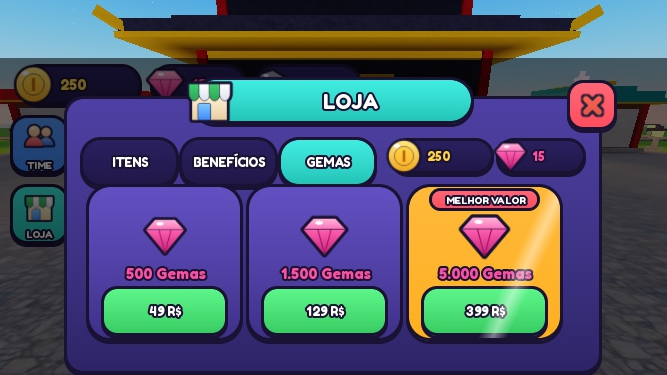 250
LOJA
ITENS
BENEFÍCIOS
GEMAS
250
15
TIME
LOJA
MELHOR VALOR
500 Gemas
1.500 Gemas
5.000 Gemas
49 R$
129 R$
399 R$